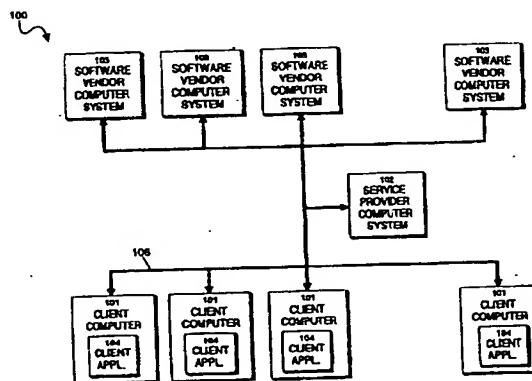 100
103
SOFTWARE
VENDOR
COMPUTER
SYSTEM
103
SOFTWARE
VENDOR
COMPUTER
SYSTEM
103
SOFTWARE
VENDOR
COMPUTER
SYSTEM
103
SOFTWARE
VENDOR
COMPUTER
SYSTEM
102
SERVICE
PROVIDER
COMPUTER
SYSTEM
106
101
CLIENT
COMPUTER
104
CLIENT
APPL.
101
CLIENT
COMPUTER
104
CLIENT
APPL.
101
CLIENT
COMPUTER
104
CLIENT
APPL.
101
CLIENT
COMPUTER
104
CLIENT
APPL.